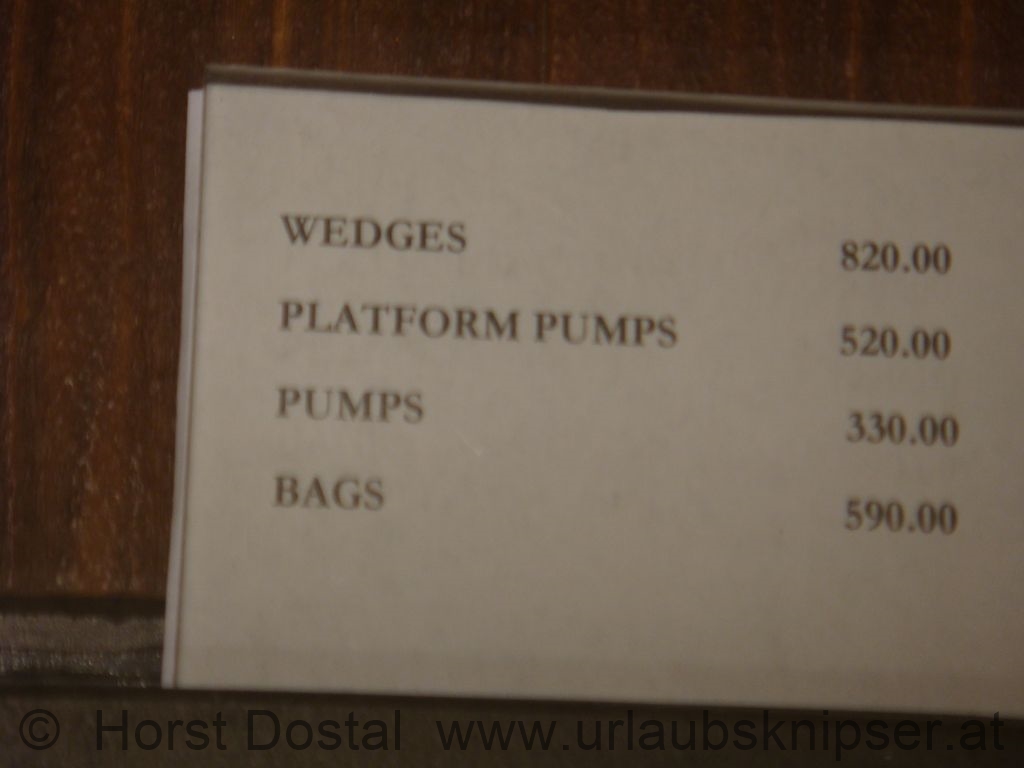 WEDGES 820.00
PLATFORM PUMPS 520.00
PUMPS 330.00
BAGS 590.00
© Horst Dostal www.urlaubsknipser.at